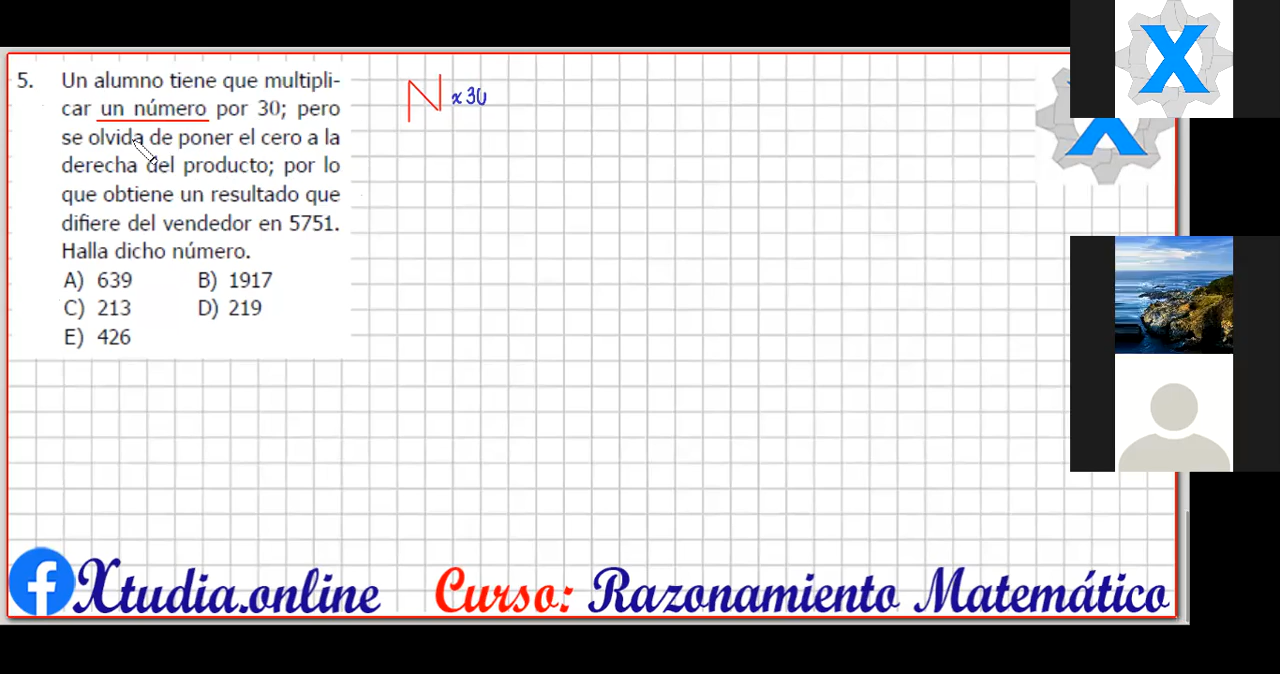 5. Un alumno tiene que multipli-
car un número por 30; pero
se olvida de poner el cero a la
derecha del producto; por lo
que obtiene un resultado que
difiere del vendedor en 5751.
Halla dicho número.
A) 639 B) 1917
C) 213 D) 219
E) 426
N x 30
X
Xtudia.online Curso: Razonamiento Matemático